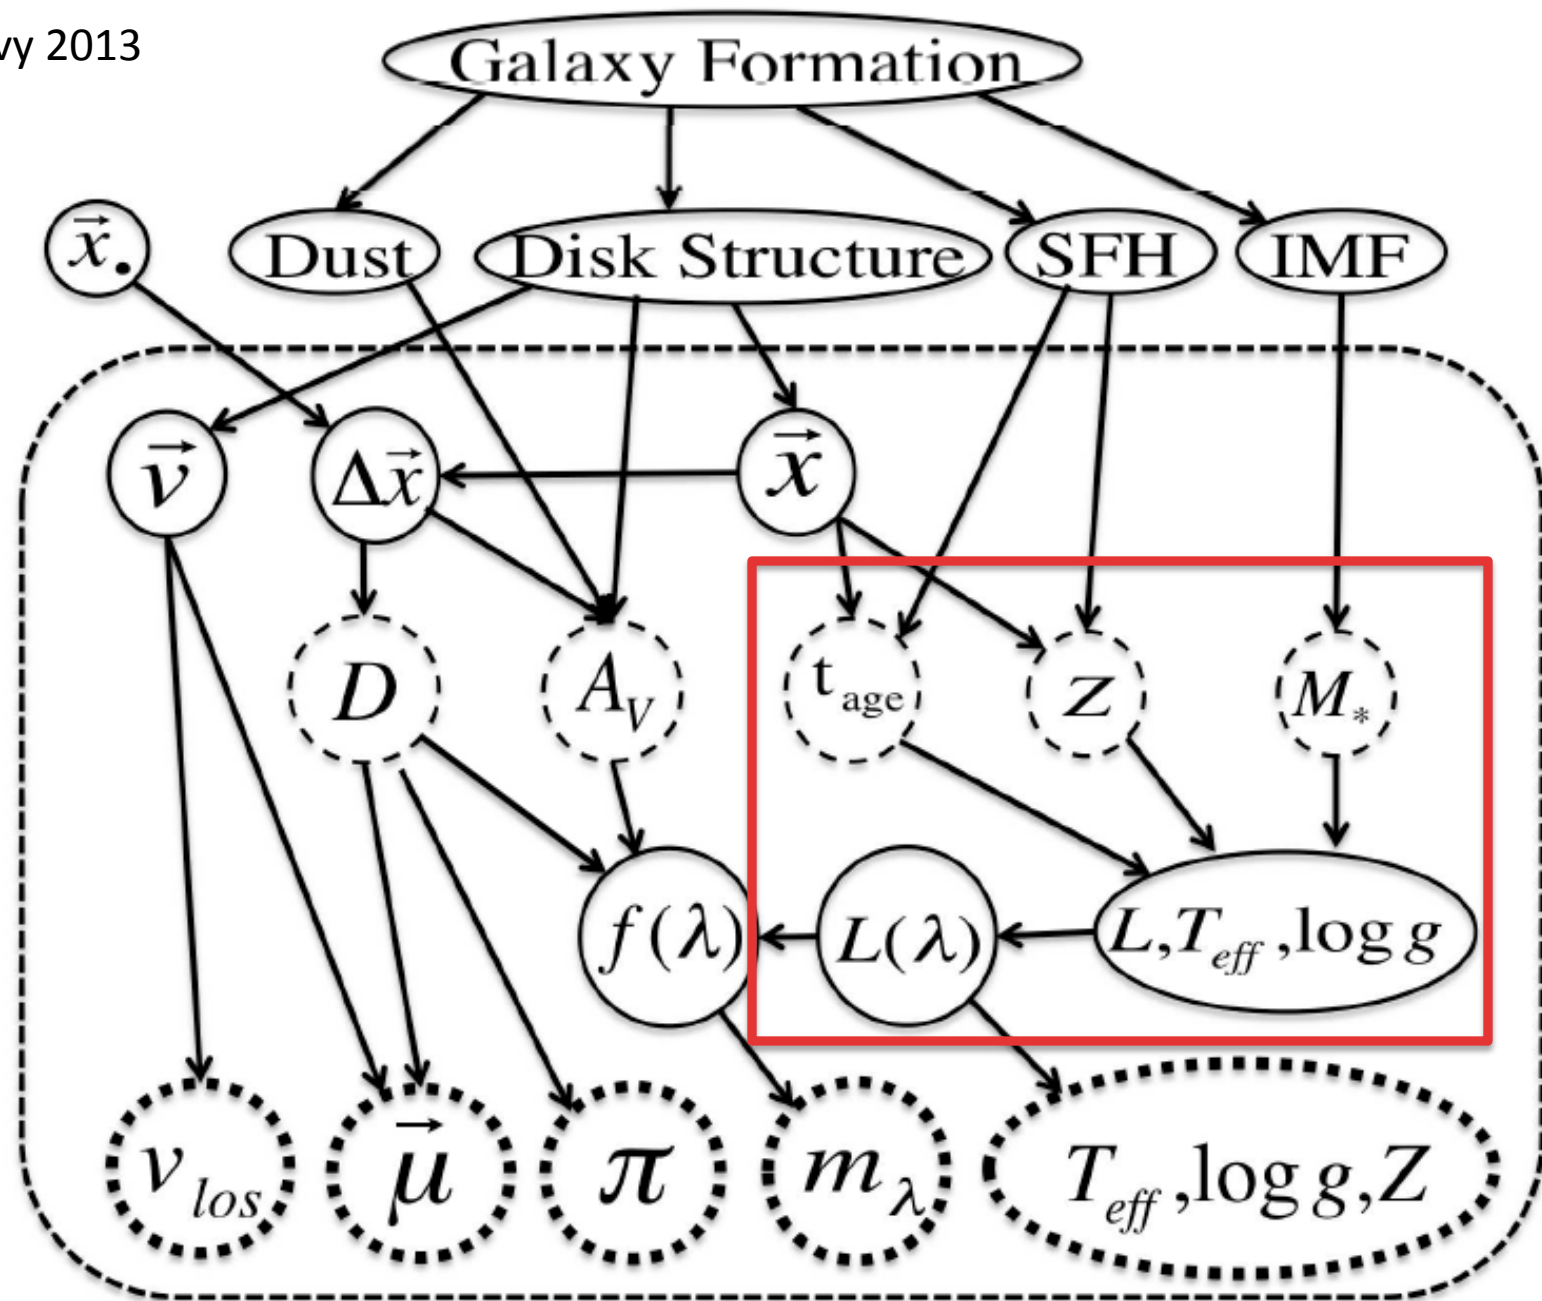 vy 2013
Galaxy Formation
x⃗•
Dust
Disk Structure
SFH
IMF
v⃗
Δx⃗
x⃗
D
A_V
t_age
Z
M_*
f(λ)
L(λ)
L,T_eff,log g
v_los
μ⃗
π
m_λ
T_eff,log g,Z